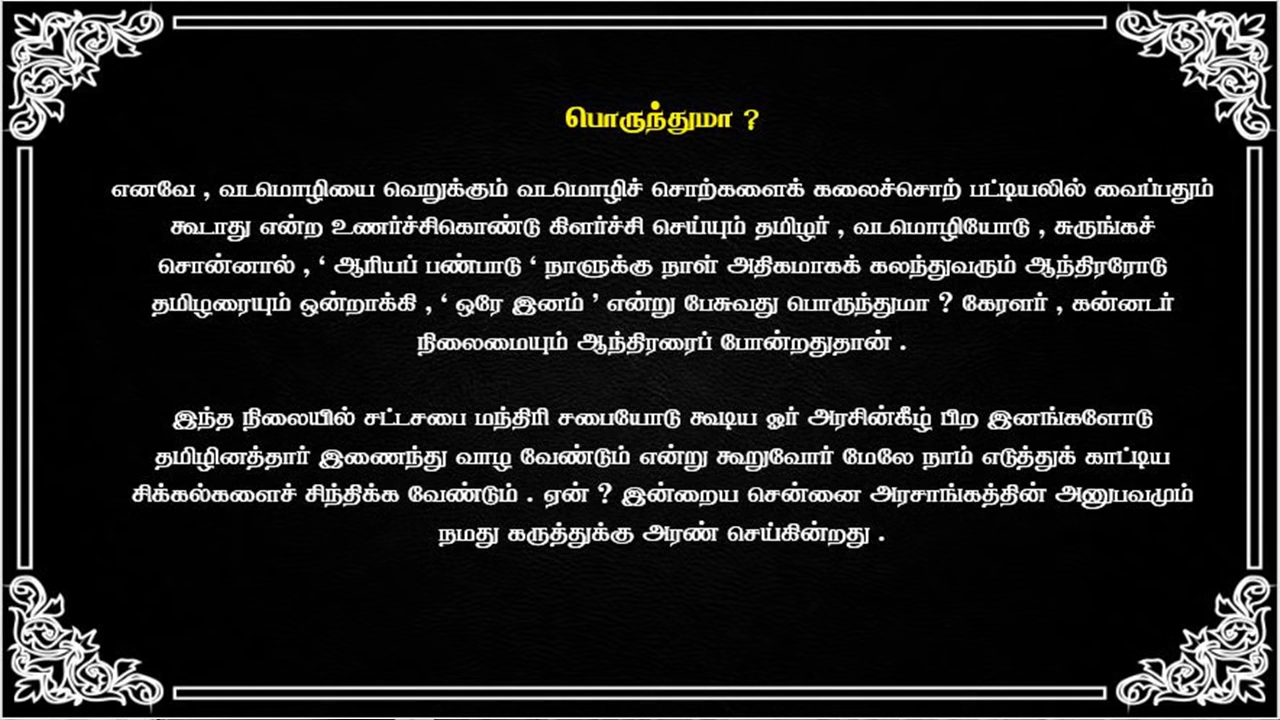 பொருந்துமா ?
எனவே , வடமொழியை வெறுக்கும் வடமொழிச் சொற்களைக் கலைச்சொற் பட்டியலில் வைப்பதும்
கூடாது என்ற உணர்ச்சிகொண்டு கிளர்ச்சி செய்யும் தமிழர் , வடமொழியோடு , சுருங்கச்
சொன்னால் , ‘ ஆரியப் பண்பாடு ‘ நாளுக்கு நாள் அதிகமாகக் கலந்துவரும் ஆந்திரரோடு
தமிழரையும் ஒன்றாக்கி , ‘ ஒரே இனம் ’ என்று பேசுவது பொருந்துமா ? கேரளர் , கன்னடர்
நிலைமையும் ஆந்திரரைப் போன்றதுதான் .
இந்த நிலையில் சட்டசபை மந்திரி சபையோடு கூடிய ஓர் அரசின்கீழ் பிற இனங்களோடு
தமிழினத்தார் இணைந்து வாழ வேண்டும் என்று கூறுவோர் மேலே நாம் எடுத்துக் காட்டிய
சிக்கல்களைச் சிந்திக்க வேண்டும் . ஏன் ? இன்றைய சென்னை அரசாங்கத்தின் அனுபவமும்
நமது கருத்துக்கு அரண் செய்கின்றது .